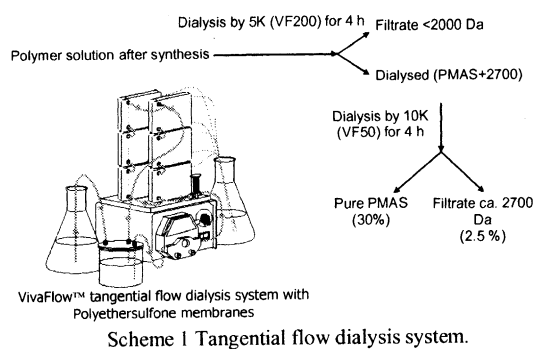 Dialysis by 5K (VF200) for 4 h
Filtrate <2000 Da
Polymer solution after synthesis
Dialysed (PMAS+2700)
Dialysis by 10K
(VF50) for 4 h
Pure PMAS
(30%)
Filtrate ca. 2700
Da
(2.5 %)
VivaFlow™ tangential flow dialysis system with
Polyethersulfone membranes
Scheme 1 Tangential flow dialysis system.